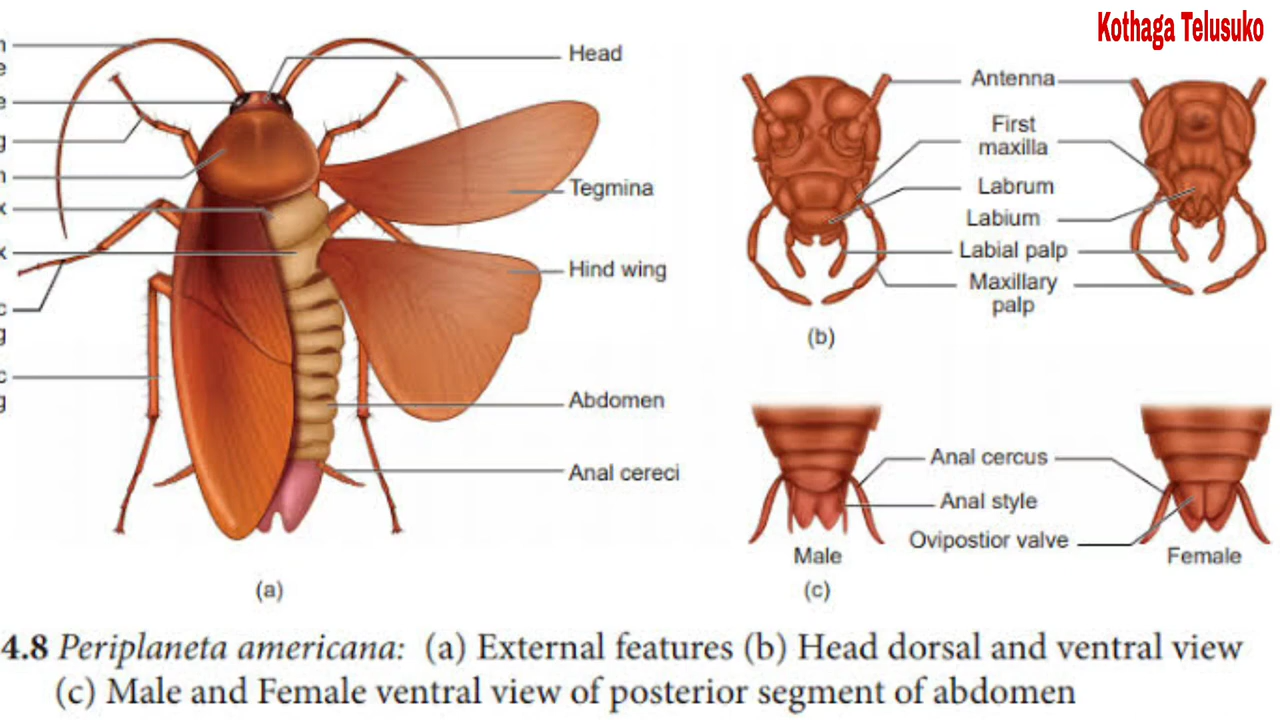 Kothaga Telusuko
Head
Tegmina
Hind wing
Abdomen
Anal cereci
(a)
Antenna
First
maxilla
Labrum
Labium
Labial palp
Maxillary
palp
(b)
Anal cercus
Anal style
Ovipostior valve
Male
Female
(c)
4.8 Periplaneta americana: (a) External features (b) Head dorsal and ventral view
(c) Male and Female ventral view of posterior segment of abdomen